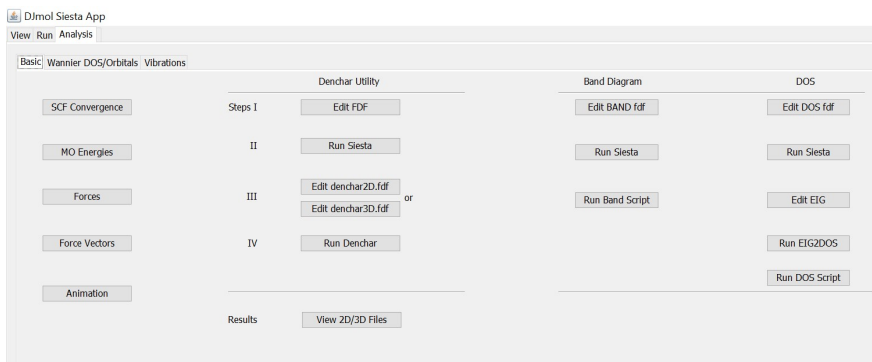 DJmol Siesta App
View Run Analysis
Basic Wannier DOS/Orbitals Vibrations
Denchar Utility Band Diagram DOS
SCF Convergence Steps I Edit FDF Edit BAND fdf Edit DOS fdf
MO Energies II Run Siesta Run Siesta Run Siesta
Edit denchar2D.fdf
Forces III or Run Band Script Edit EIG
Edit denchar3D.fdf
Force Vectors IV Run Denchar Run EIG2DOS
Run DOS Script
Animation
Results View 2D/3D Files